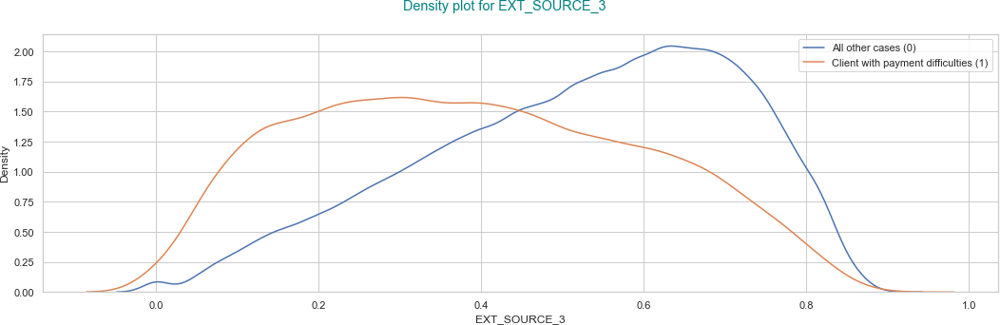 Density plot for EXT_SOURCE_3
All other cases (0)
Client with payment difficulties (1)
Density
2.00
1.75
1.50
1.25
1.00
0.75
0.50
0.25
0.00
0.0 0.2 0.4 0.6 0.8 1.0
EXT_SOURCE_3